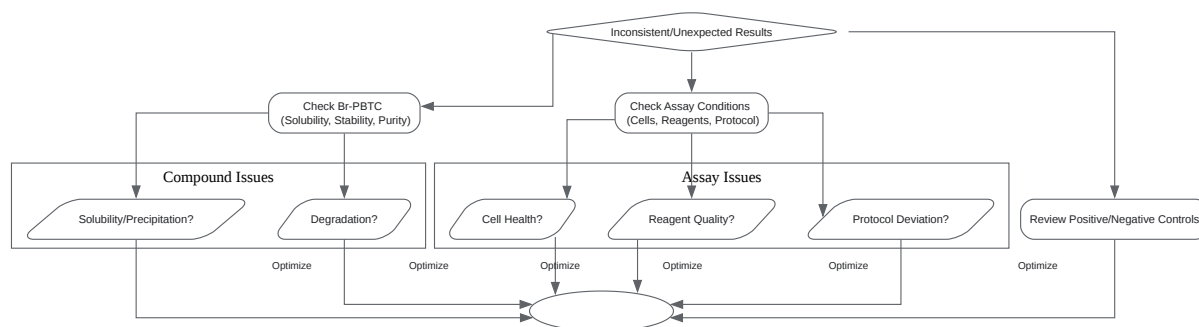 Inconsistent/Unexpected Results
Check Br-PBTC
(Solubility, Stability, Purity)
Check Assay Conditions
(Cells, Reagents, Protocol)
Compound Issues
Assay Issues
Solubility/Precipitation?
Degradation?
Cell Health?
Reagent Quality?
Protocol Deviation?
Review Positive/Negative Controls
Optimize
Optimize
Optimize
Optimize
Optimize
Optimize